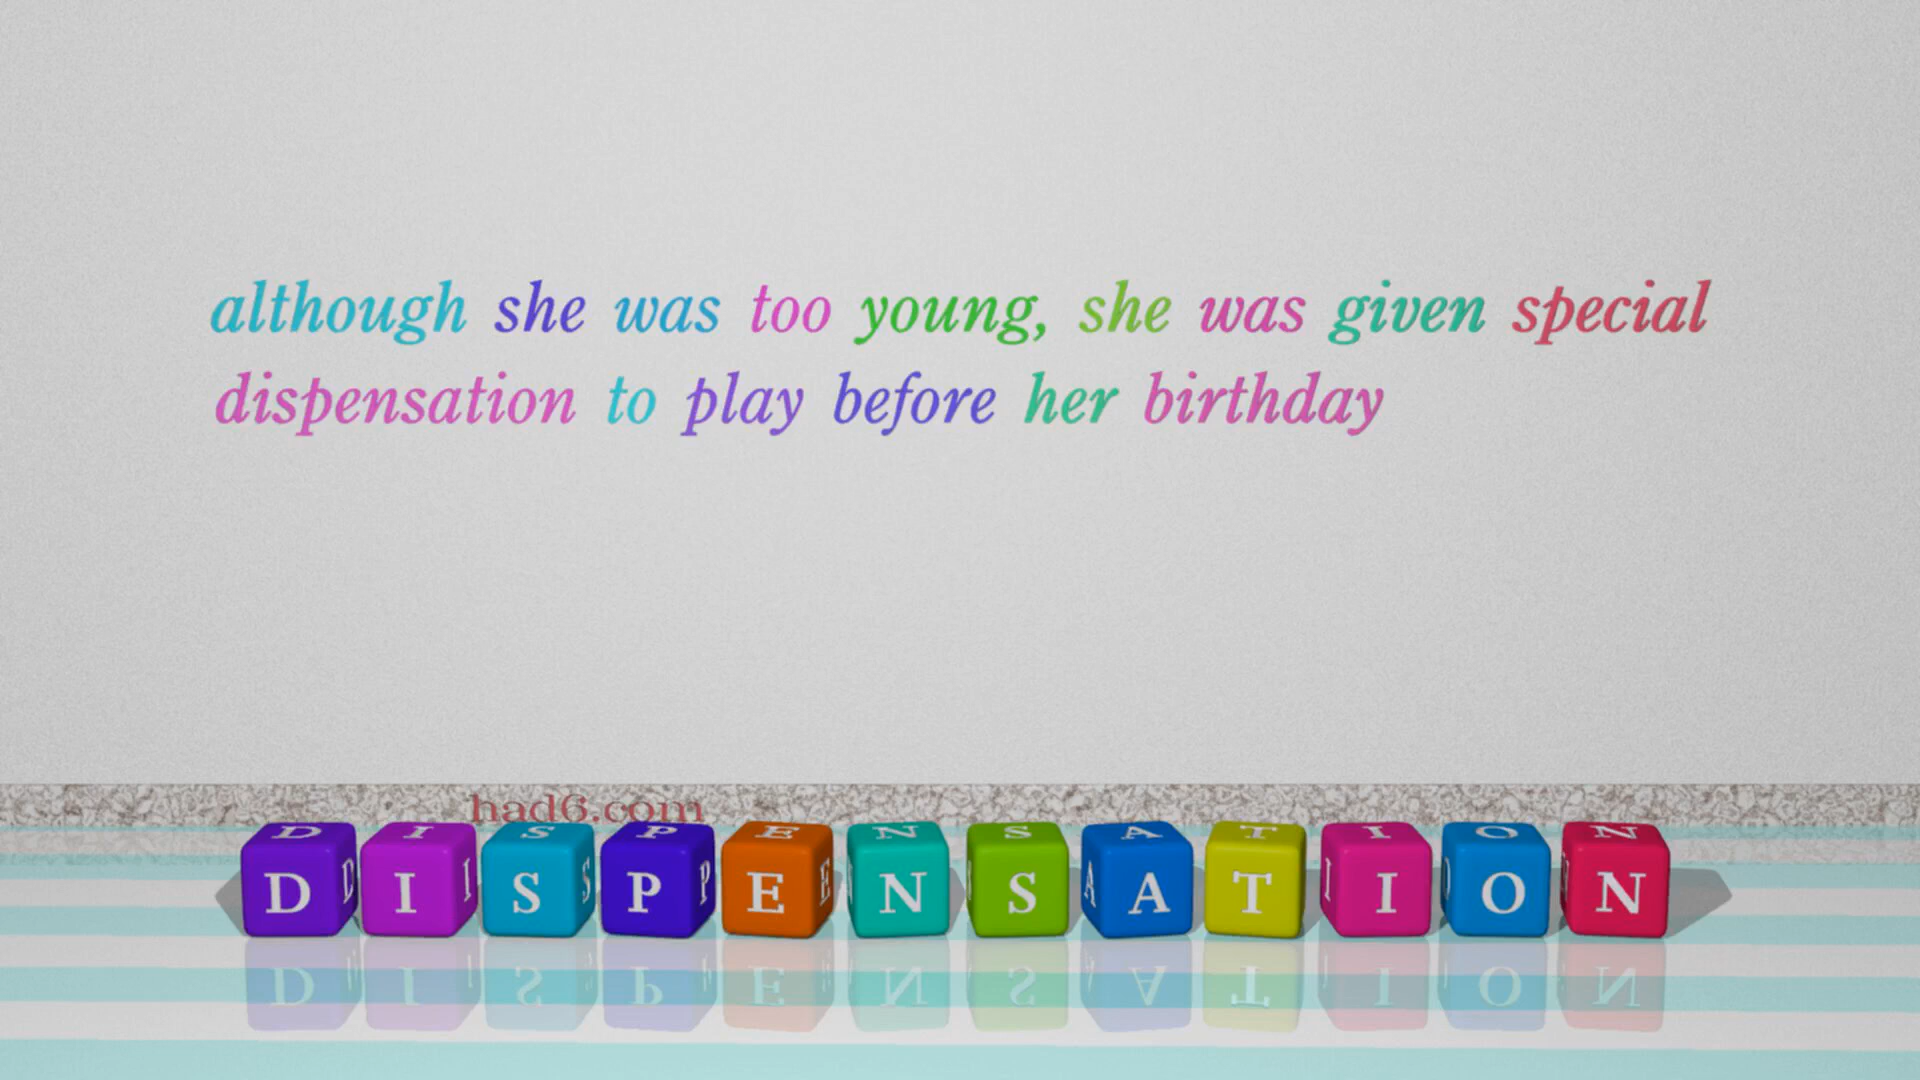 although she was too young, she was given special
dispensation to play before her birthday
had6.com
DISPENSATION